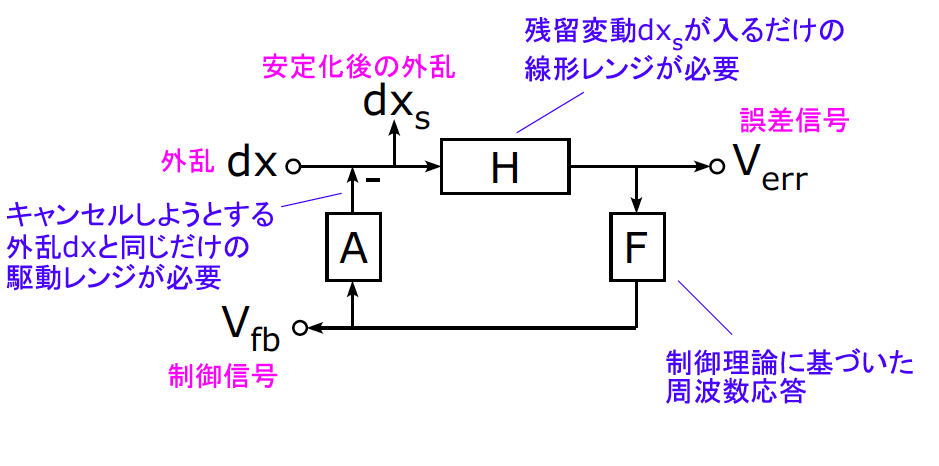 残留変動dxsが入るだけの
線形レンジが必要
安定化後の外乱
dxs
誤差信号
外乱 dx
H
Verr
-
キャンセルしようとする
外乱dxと同じだけの
駆動レンジが必要
A
F
Vfb
制御信号
制御理論に基づいた
周波数応答